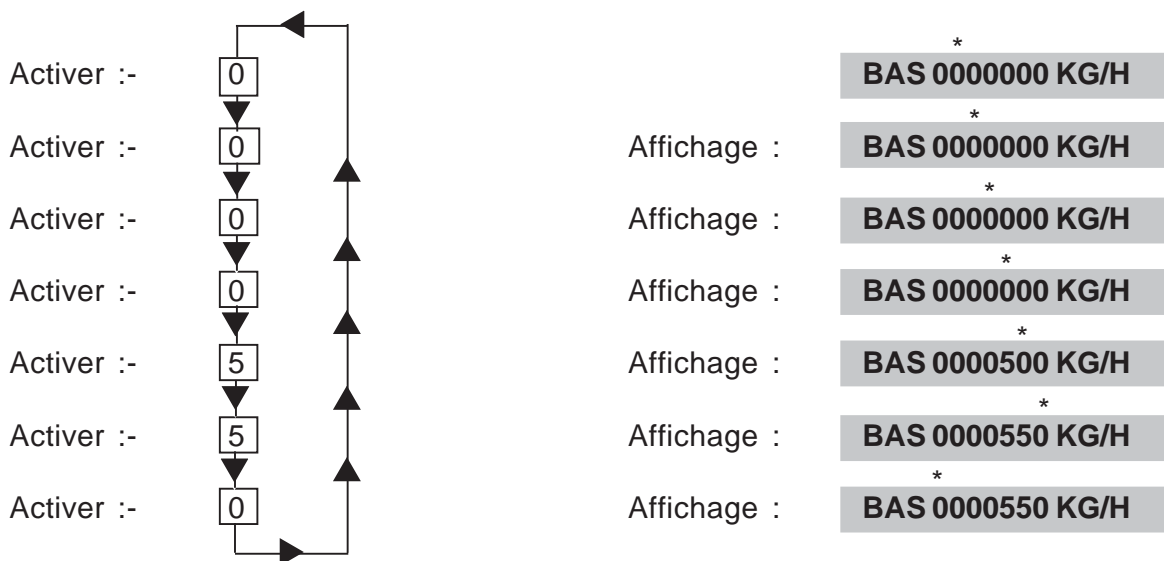 *
Activer :- 0 BAS 0000000 KG/H
*
Activer :- 0 Affichage : BAS 0000000 KG/H
*
Activer :- 0 Affichage : BAS 0000000 KG/H
*
Activer :- 0 Affichage : BAS 0000000 KG/H
*
Activer :- 5 Affichage : BAS 0000500 KG/H
*
Activer :- 5 Affichage : BAS 0000550 KG/H
*
Activer :- 0 Affichage : BAS 0000550 KG/H